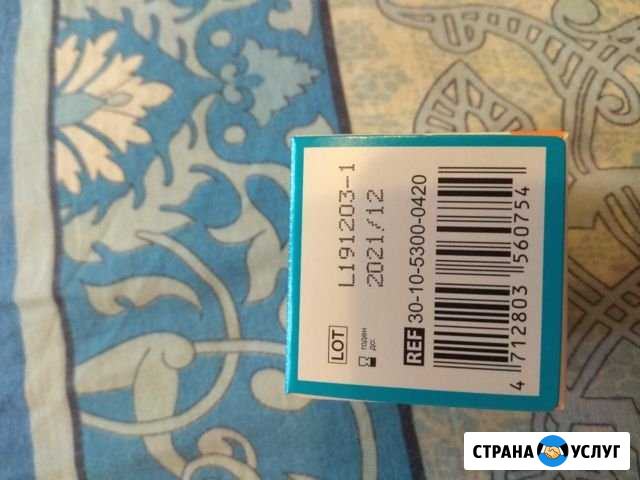 LOT L191203-1
годен до: 2021/12
REF 30-10-5300-0420
4 712803 560754
СТРАНА УСЛУГ